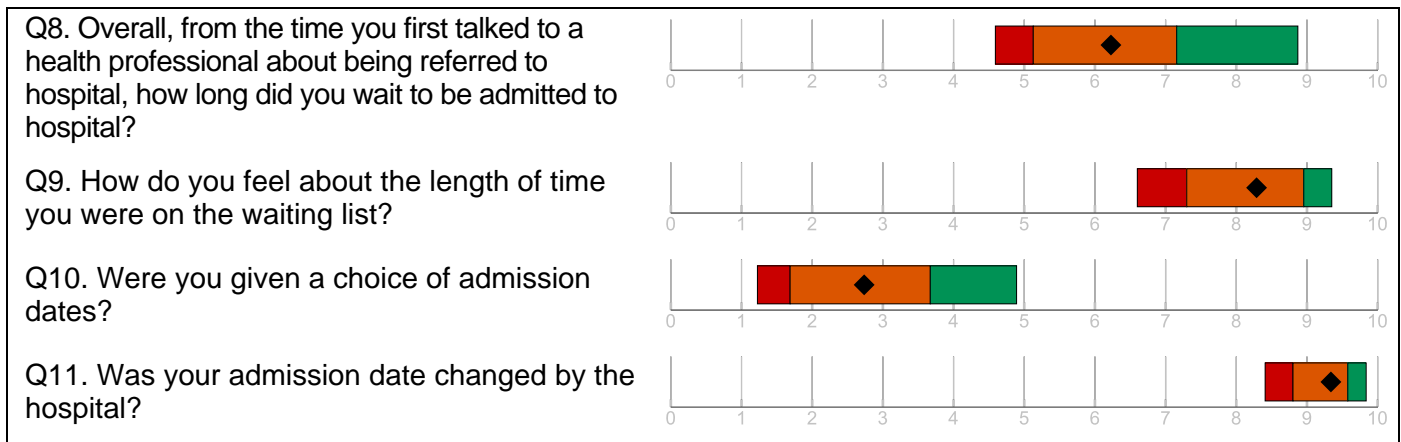 Q8. Overall, from the time you first talked to a
health professional about being referred to
hospital, how long did you wait to be admitted to
hospital?
0 1 2 3 4 5 6 7 8 9 10
Q9. How do you feel about the length of time
you were on the waiting list?
0 1 2 3 4 5 6 7 8 9 10
Q10. Were you given a choice of admission
dates?
0 1 2 3 4 5 6 7 8 9 10
Q11. Was your admission date changed by the
hospital?
0 1 2 3 4 5 6 7 8 9 10